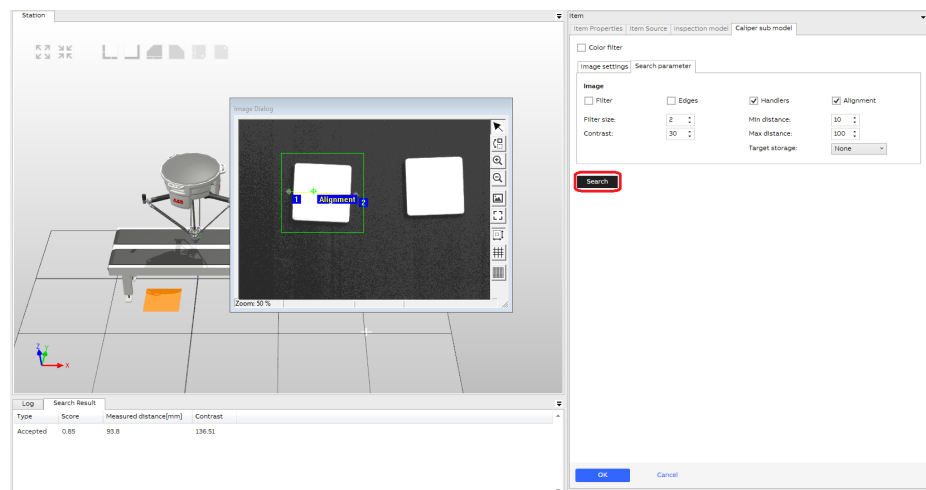 Station
Item
Item Properties
Item Source
Inspection model
Caliper sub model
Color filter
Image settings
Search parameter
Image
Filter
Edges
Handlers
Alignment
Filter size:
2
Min distance:
10
Contrast:
30
Max distance:
100
Target storage:
None
Search
Image Dialog
1
Alignment
2
Zoom: 50 %
ABB
Z
Y
X
Log
Search Result
Type
Score
Measured distance[mm]
Contrast
Accepted
0.85
93.8
136.51
OK
Cancel